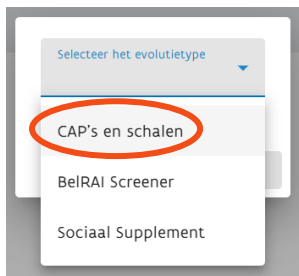 Selecteer het evolutietype
CAP's en schalen
BelRAI Screener
Sociaal Supplement